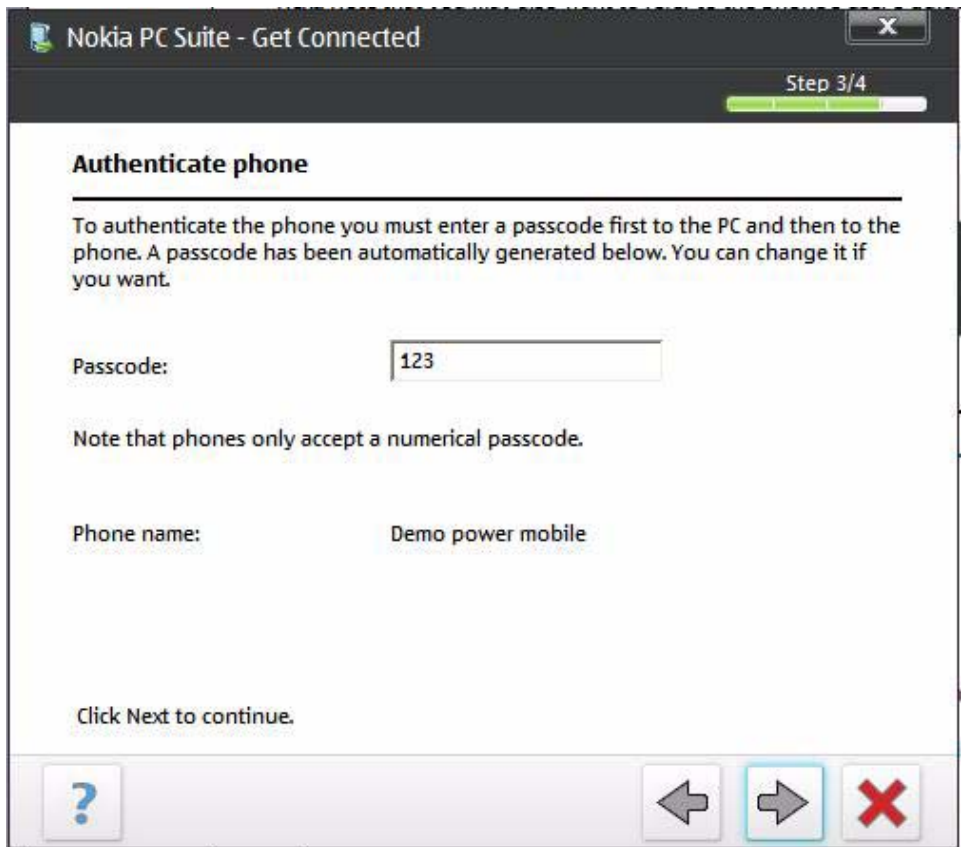 Nokia PC Suite - Get Connected
Step 3/4
Authenticate phone
To authenticate the phone you must enter a passcode first to the PC and then to the
phone. A passcode has been automatically generated below. You can change it if
you want.
Passcode:
123
Note that phones only accept a numerical passcode.
Phone name:
Demo power mobile
Click Next to continue.
?